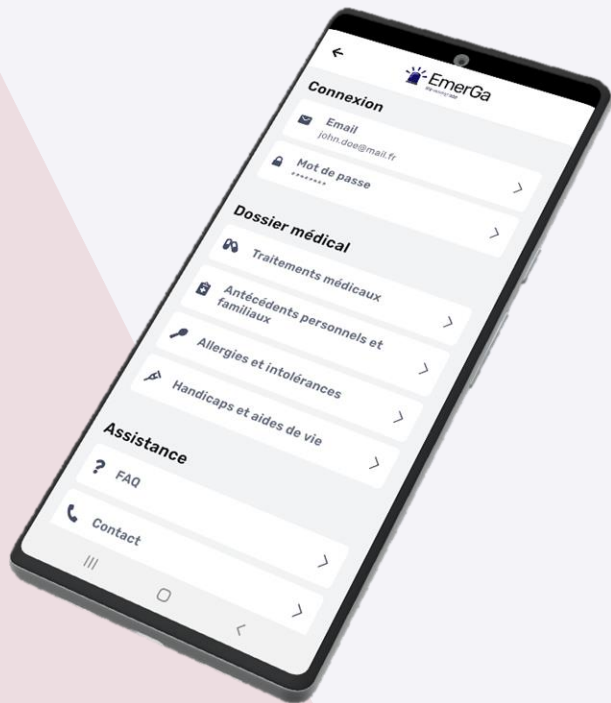 EmerGa
Connexion
Email
john.doe@mail.fr
Mot de passe
********
Dossier médical
Traitements médicaux
Antécédents personnels et
familiaux
Allergies et intolérances
Handicaps et aides de vie
Assistance
FAQ
Contact